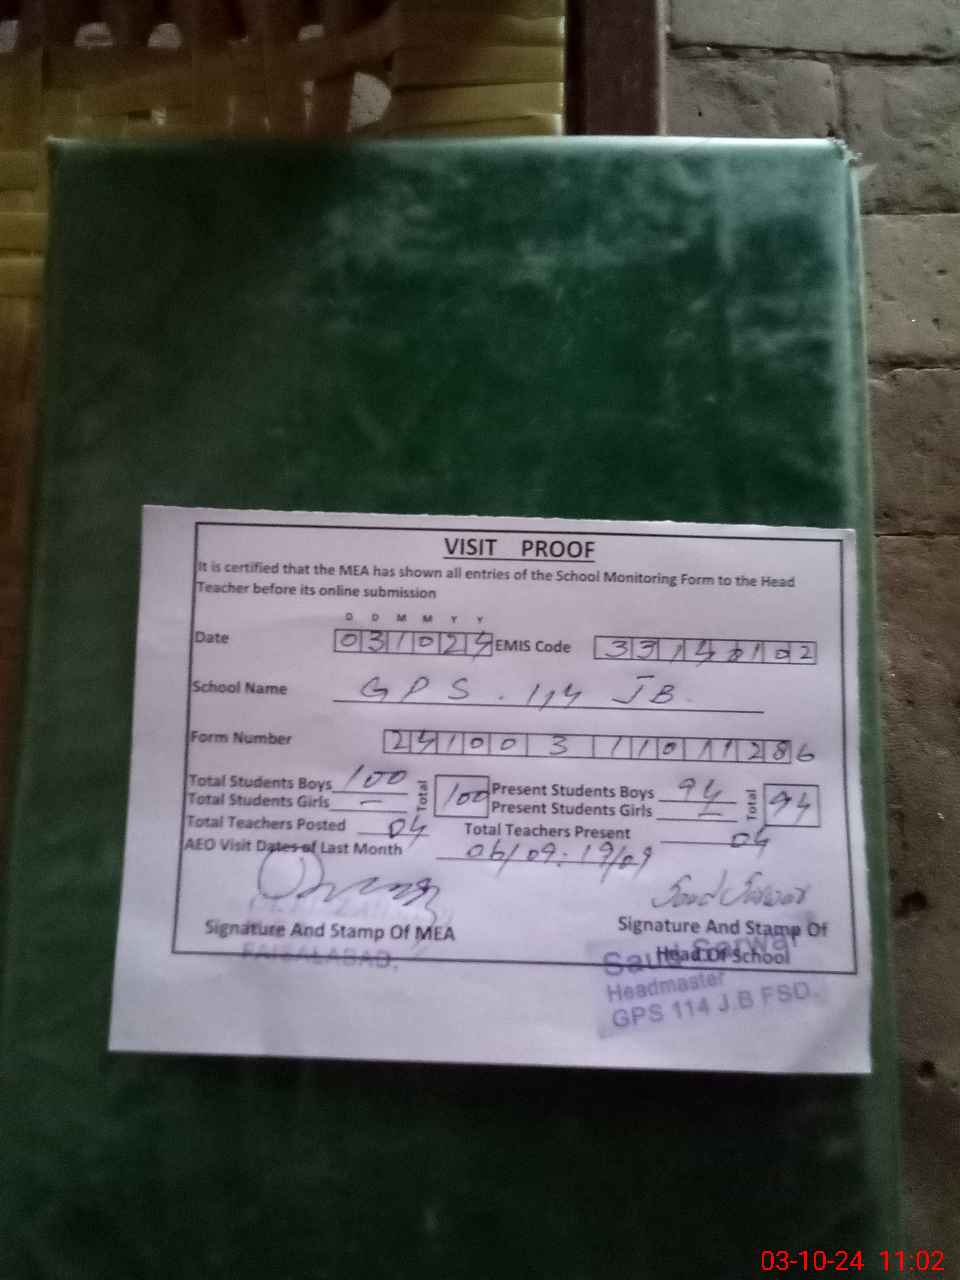 VISIT PROOF
It is certified that the MEA has shown all entries of the School Monitoring Form to the Head
Teacher before its online submission
D D M M Y Y
Date 031024 EMIS Code 33140102
School Name GPS. 114 JB.
Form Number 24100311011286
Total Students Boys 100 Total 100 Present Students Boys 94 Total 94
Total Students Girls – Present Students Girls –
Total Teachers Posted 04 Total Teachers Present 04
AEO Visit Dates of Last Month 06/09: 19/09
Saud Sarwar
Signature And Stamp Of MEA Signature And Stamp Of
Head Of School
FAISALABAD.
Saud Sarwar
Headmaster
GPS 114 J.B FSD.
03-10-24 11:02